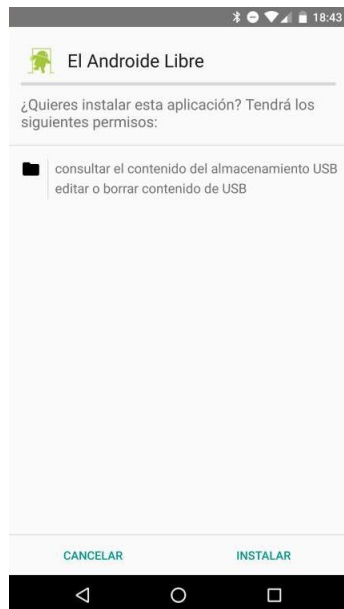 18:43
El Androide Libre
¿Quieres instalar esta aplicación? Tendrá los
siguientes permisos:
consultar el contenido del almacenamiento USB
editar o borrar contenido de USB
CANCELAR
INSTALAR